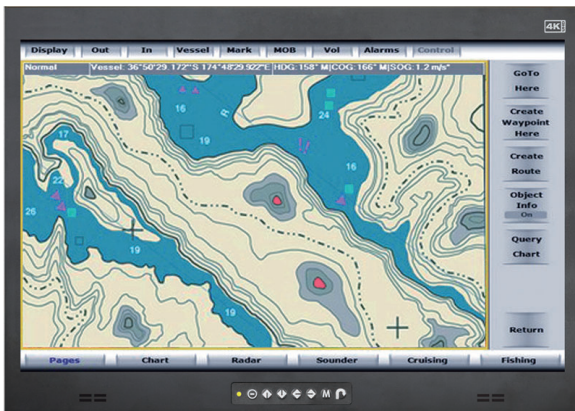 4K
Display Out In Vessel Mark MOB Vol Alarms Control
Normal Vessel: 36°50'29.172"S 174°48'29.922"E HDG: 158° M COG: 166° M SOG: 1.2 m/s"
GoTo
Here
Create
Waypoint
Here
Create
Route
Object
Info
On
Query
Chart
Return
16
24
R
19
17
16
22
26
19
19
Pages Chart Radar Sounder Cruising Fishing
M